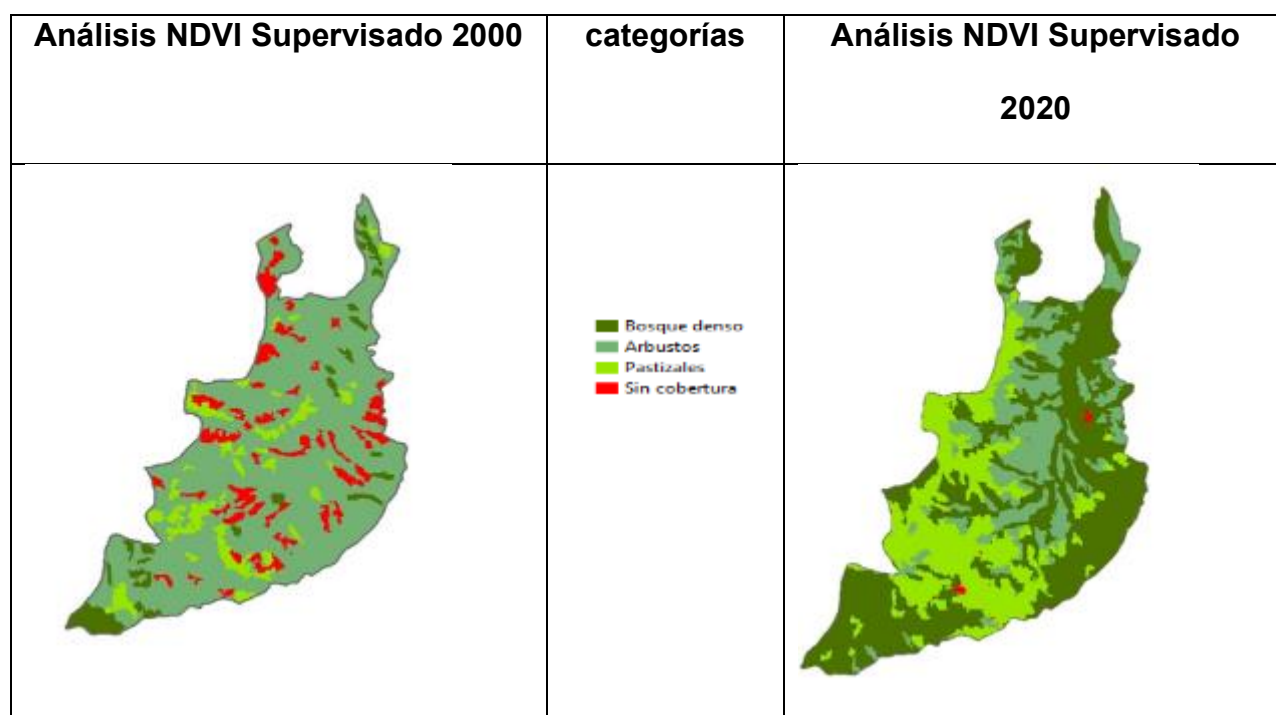 Análisis NDVI Supervisado 2000
categorías
Análisis NDVI Supervisado
2020
Bosque denso
Arbustos
Pastizales
Sin cobertura